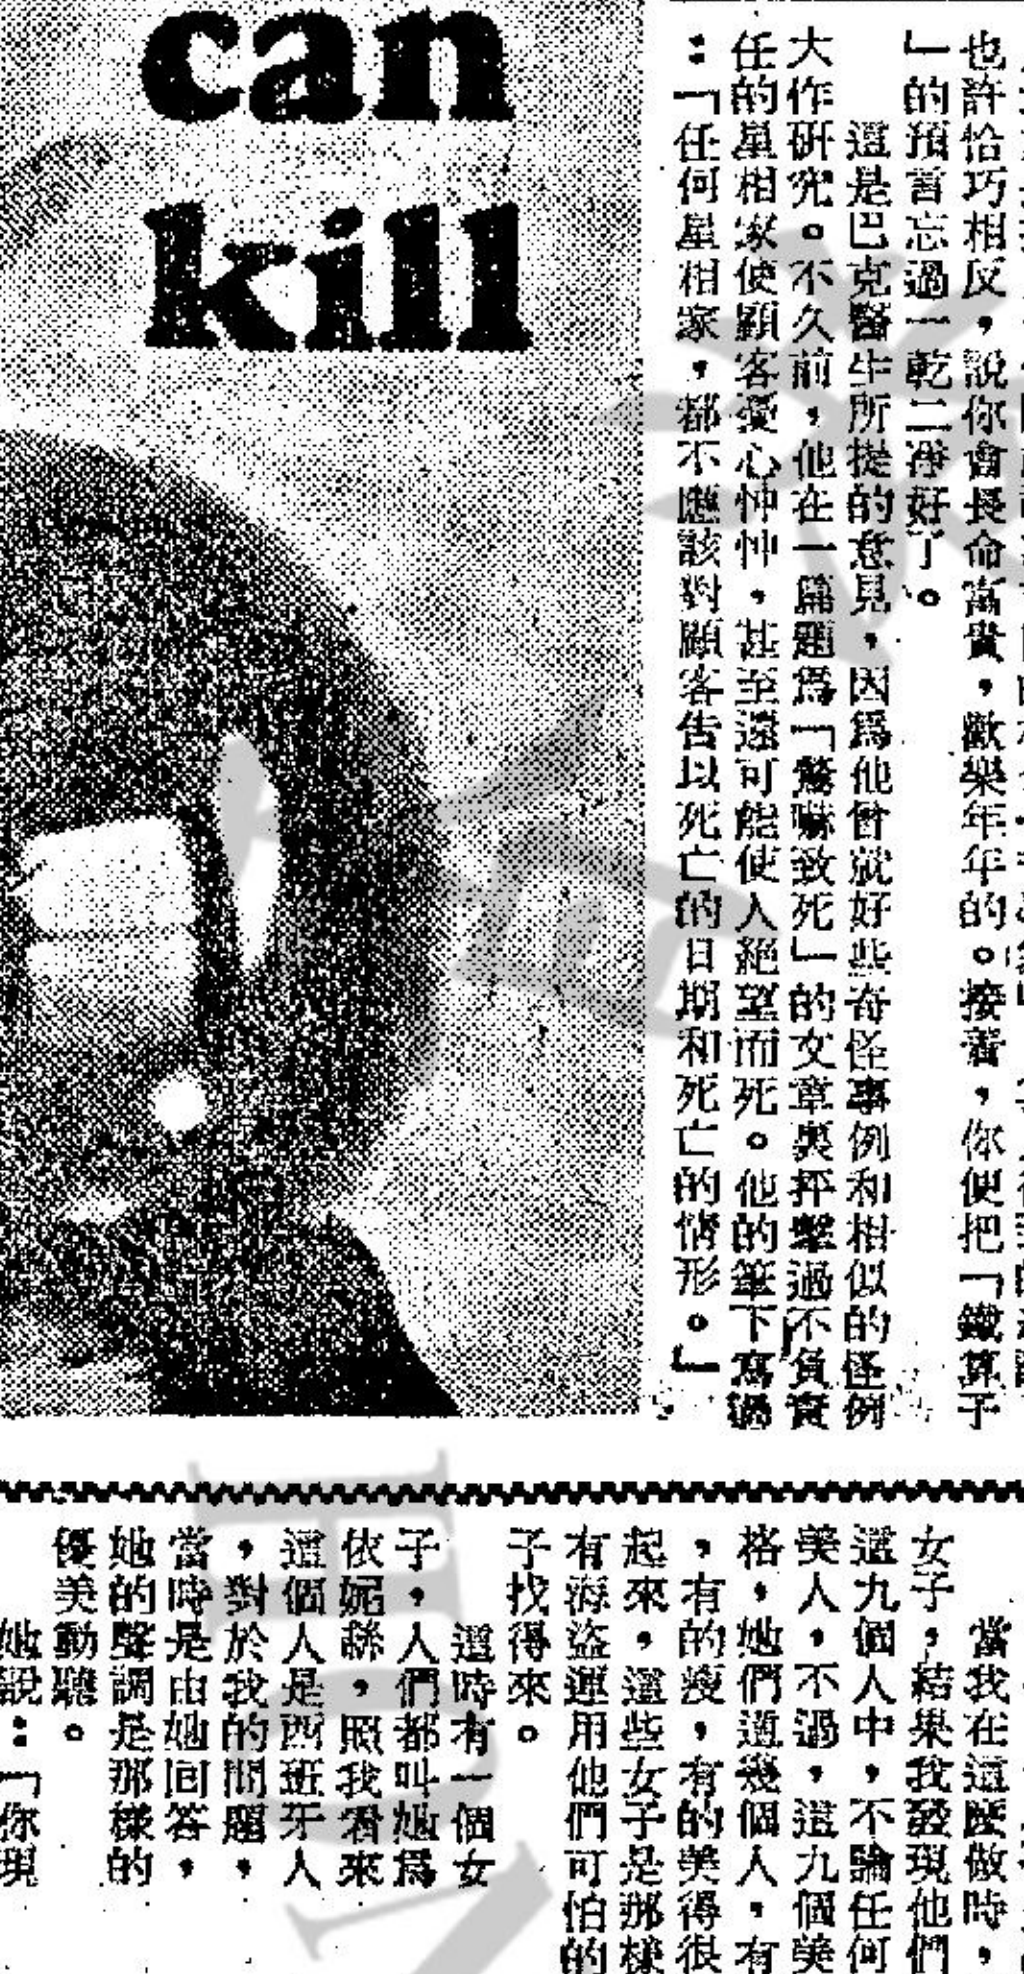 can
kill
也許恰巧相反，說你會長命富貴，歡樂年年的。接著，你便把「鐵算子
」的預言忘過一乾二淨好了。
這是巴克醫生所提的意見，因爲他曾就好些奇怪事例和相似的怪例
大作研究。不久前，他在一篇題爲「驚嚇致死」的文章裏抨擊過不負責
任的星相家使顧客憂心忡忡，甚至還可能使人絕望而死。他的筆下寫過
：「任何星相家，都不應該對顧客告以死亡的日期和死亡的情形。」
當我在這麼做時，
女子，結果我發現他們
這九個人中，不論任何
美人，不過，這九個美
格，她們這幾個人，有
，有的瘦，有的美得很
起來，這些女子是那樣
有海盜運用他們可怕的
子找得來。
這時有一個女
子，人們都叫她爲
依妮絲，照我看來
這個人是西班牙人
，對於我的問題，
當時是由她回答，
她的聲調是那樣的
優美動聽。
她說：「你現